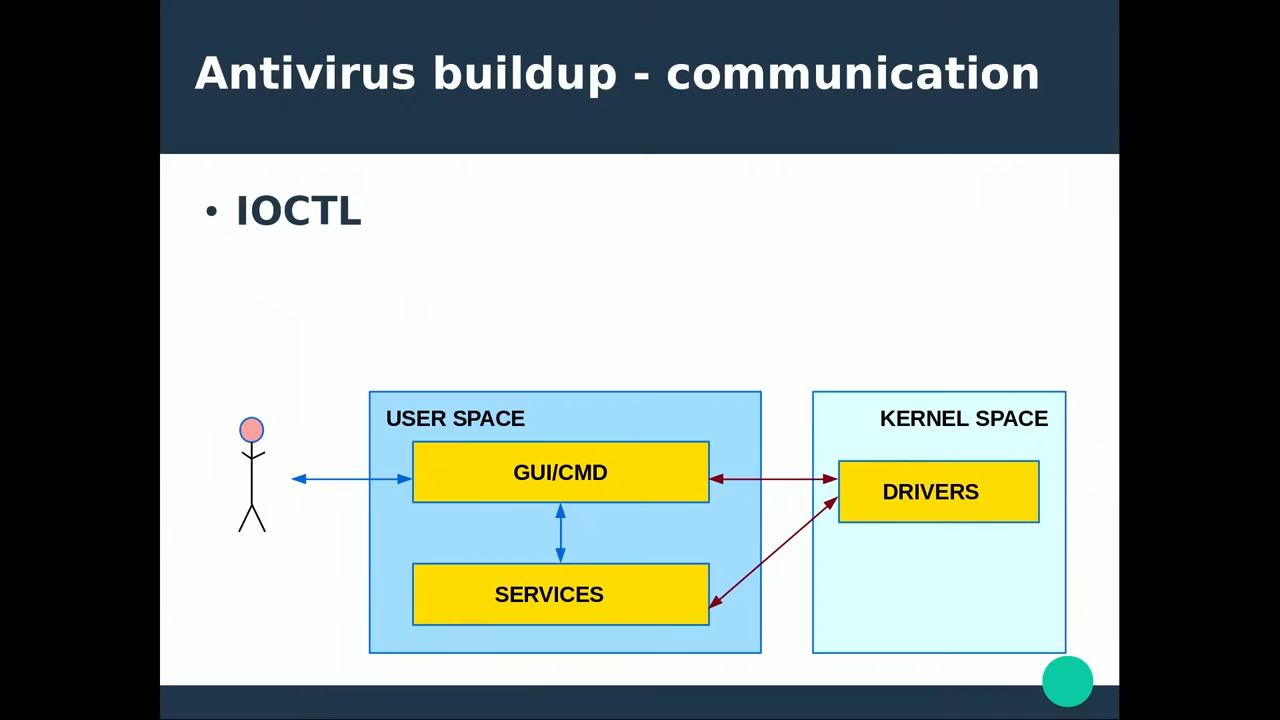 Antivirus buildup - communication
• IOCTL
USER SPACE
KERNEL SPACE
GUI/CMD
DRIVERS
SERVICES